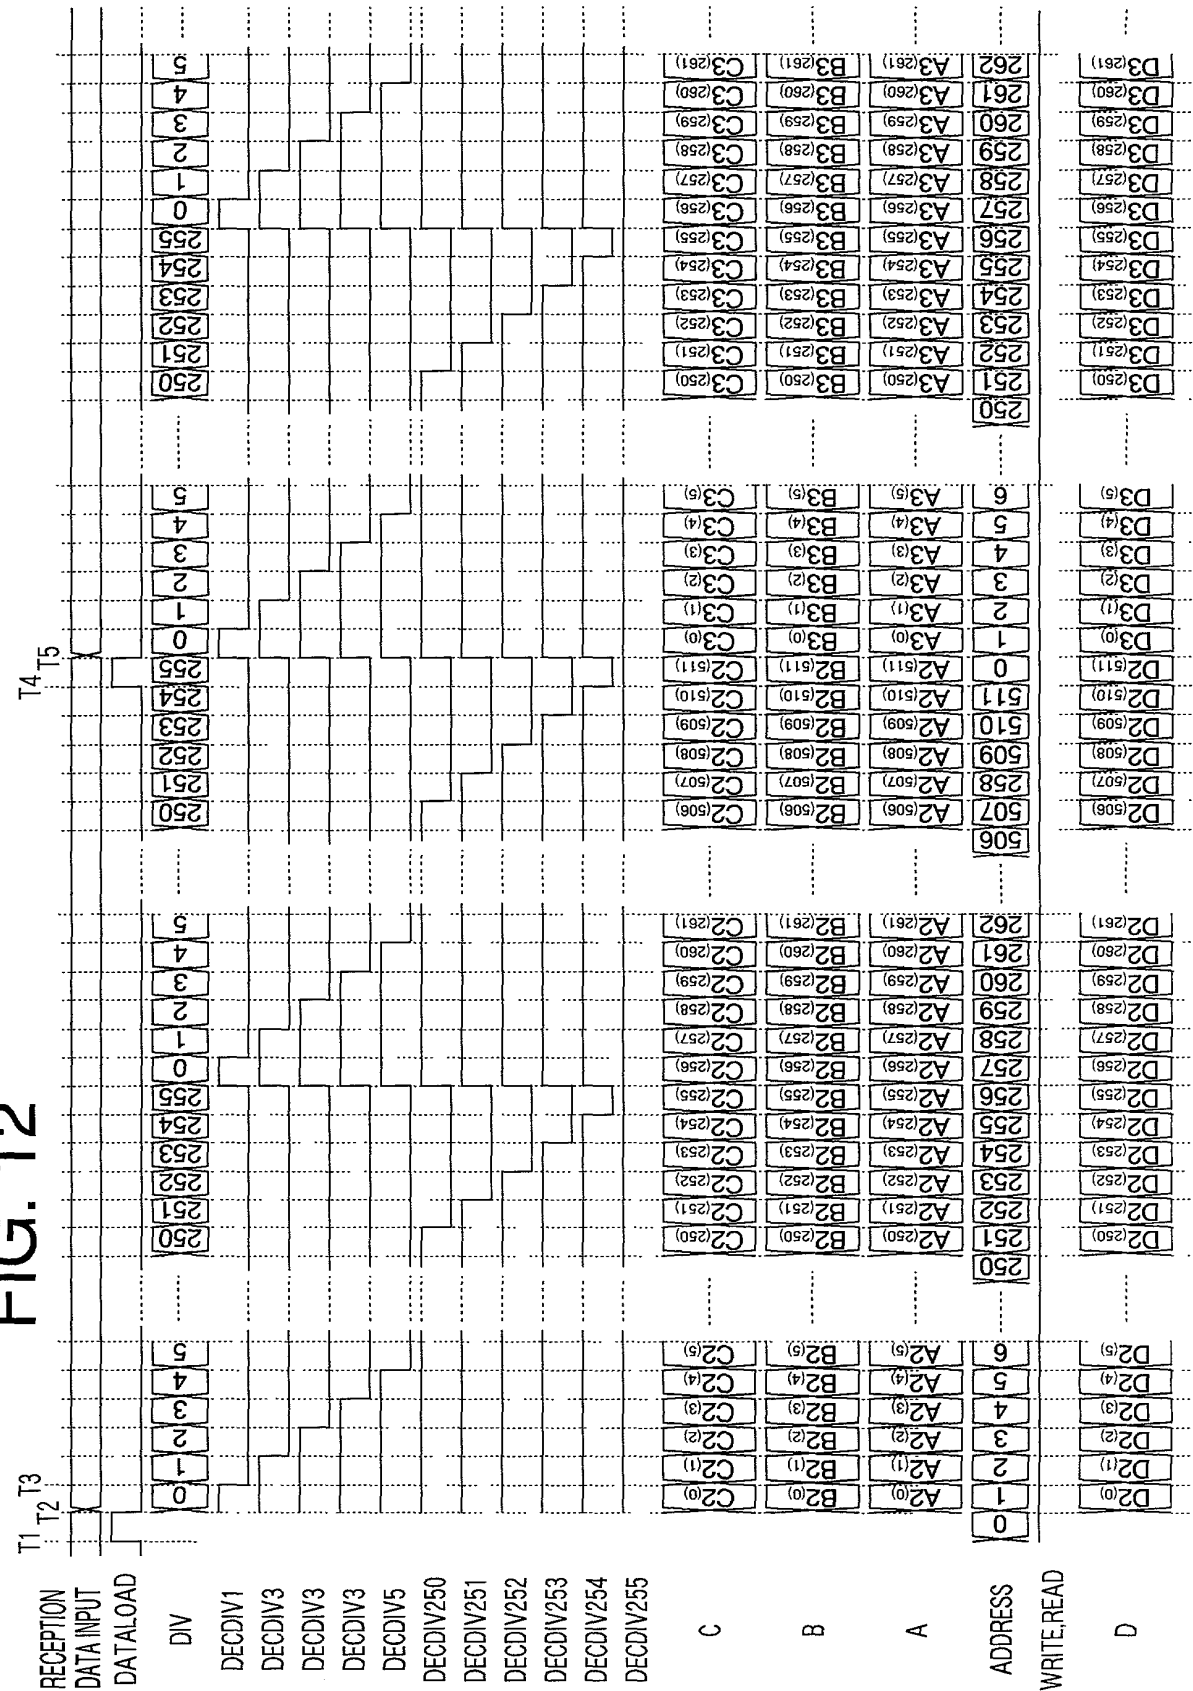 FIG. 12
T1 T2 T3 T4 T5
RECEPTION
DATA INPUT
DATALOAD
DIV 0 1 2 3 4 5 250 251 252 253 254 255 0 1 2 3 4 5 250 251 252 253 254 255 0 1 2 3 4 5 250 251 252 253 254 255 0 1 2 3 4 5
DECDIV1
DECDIV3
DECDIV3
DECDIV3
DECDIV5
DECDIV250
DECDIV251
DECDIV252
DECDIV253
DECDIV254
DECDIV255
C C2(0) C2(1) C2(2) C2(3) C2(4) C2(5) C2(250) C2(251) C2(252) C2(253) C2(254) C2(255) C2(256) C2(257) C2(258) C2(259) C2(260) C2(261) C2(506) C2(507) C2(508) C2(509) C2(510) C2(511) C3(0) C3(1) C3(2) C3(3) C3(4) C3(5) C3(250) C3(251) C3(252) C3(253) C3(254) C3(255) C3(256) C3(257) C3(258) C3(259) C3(260) C3(261)
B B2(0) B2(1) B2(2) B2(3) B2(4) B2(5) B2(250) B2(251) B2(252) B2(253) B2(254) B2(255) B2(256) B2(257) B2(258) B2(259) B2(260) B2(261) B2(506) B2(507) B2(508) B2(509) B2(510) B2(511) B3(0) B3(1) B3(2) B3(3) B3(4) B3(5) B3(250) B3(251) B3(252) B3(253) B3(254) B3(255) B3(256) B3(257) B3(258) B3(259) B3(260) B3(261)
A A2(0) A2(1) A2(2) A2(3) A2(4) A2(5) A2(250) A2(251) A2(252) A2(253) A2(254) A2(255) A2(256) A2(257) A2(258) A2(259) A2(260) A2(261) A2(506) A2(507) A2(508) A2(509) A2(510) A2(511) A3(0) A3(1) A3(2) A3(3) A3(4) A3(5) A3(250) A3(251) A3(252) A3(253) A3(254) A3(255) A3(256) A3(257) A3(258) A3(259) A3(260) A3(261)
ADDRESS 0 1 2 3 4 5 6 250 251 252 253 254 255 256 257 258 259 260 261 262 506 507 258 509 510 511 0 1 2 3 4 5 6 250 251 252 253 254 255 256 257 258 259 260 261 262
WRITE,READ
D D2(0) D2(1) D2(2) D2(3) D2(4) D2(5) D2(250) D2(251) D2(252) D2(253) D2(254) D2(255) D2(256) D2(257) D2(258) D2(259) D2(260) D2(261) D2(506) D2(507) D2(508) D2(509) D2(510) D2(511) D3(0) D3(1) D3(2) D3(3) D3(4) D3(5) D3(250) D3(251) D3(252) D3(253) D3(254) D3(255) D3(256) D3(257) D3(258) D3(259) D3(260) D3(261)